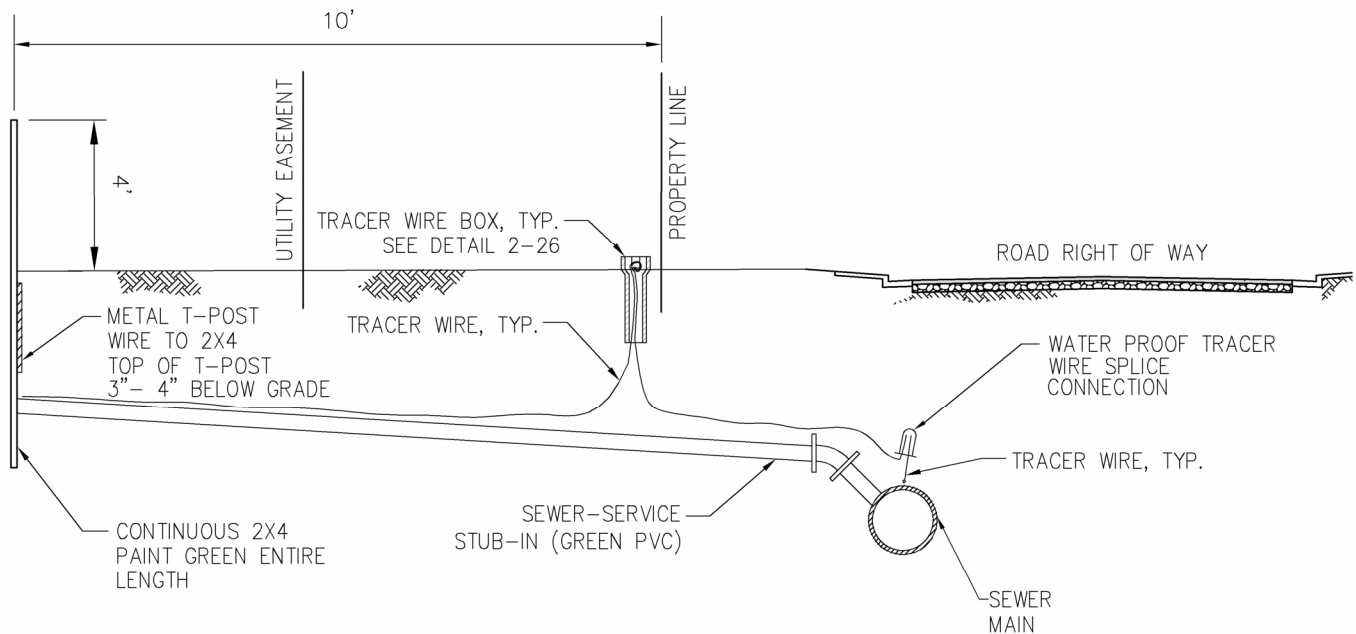 10'
4'
UTILITY EASEMENT
PROPERTY LINE
TRACER WIRE BOX, TYP.
SEE DETAIL 2-26
ROAD RIGHT OF WAY
METAL T-POST
WIRE TO 2X4
TOP OF T-POST
3"- 4" BELOW GRADE
TRACER WIRE, TYP.
WATER PROOF TRACER
WIRE SPLICE
CONNECTION
TRACER WIRE, TYP.
SEWER-SERVICE
STUB-IN (GREEN PVC)
CONTINUOUS 2X4
PAINT GREEN ENTIRE
LENGTH
SEWER
MAIN